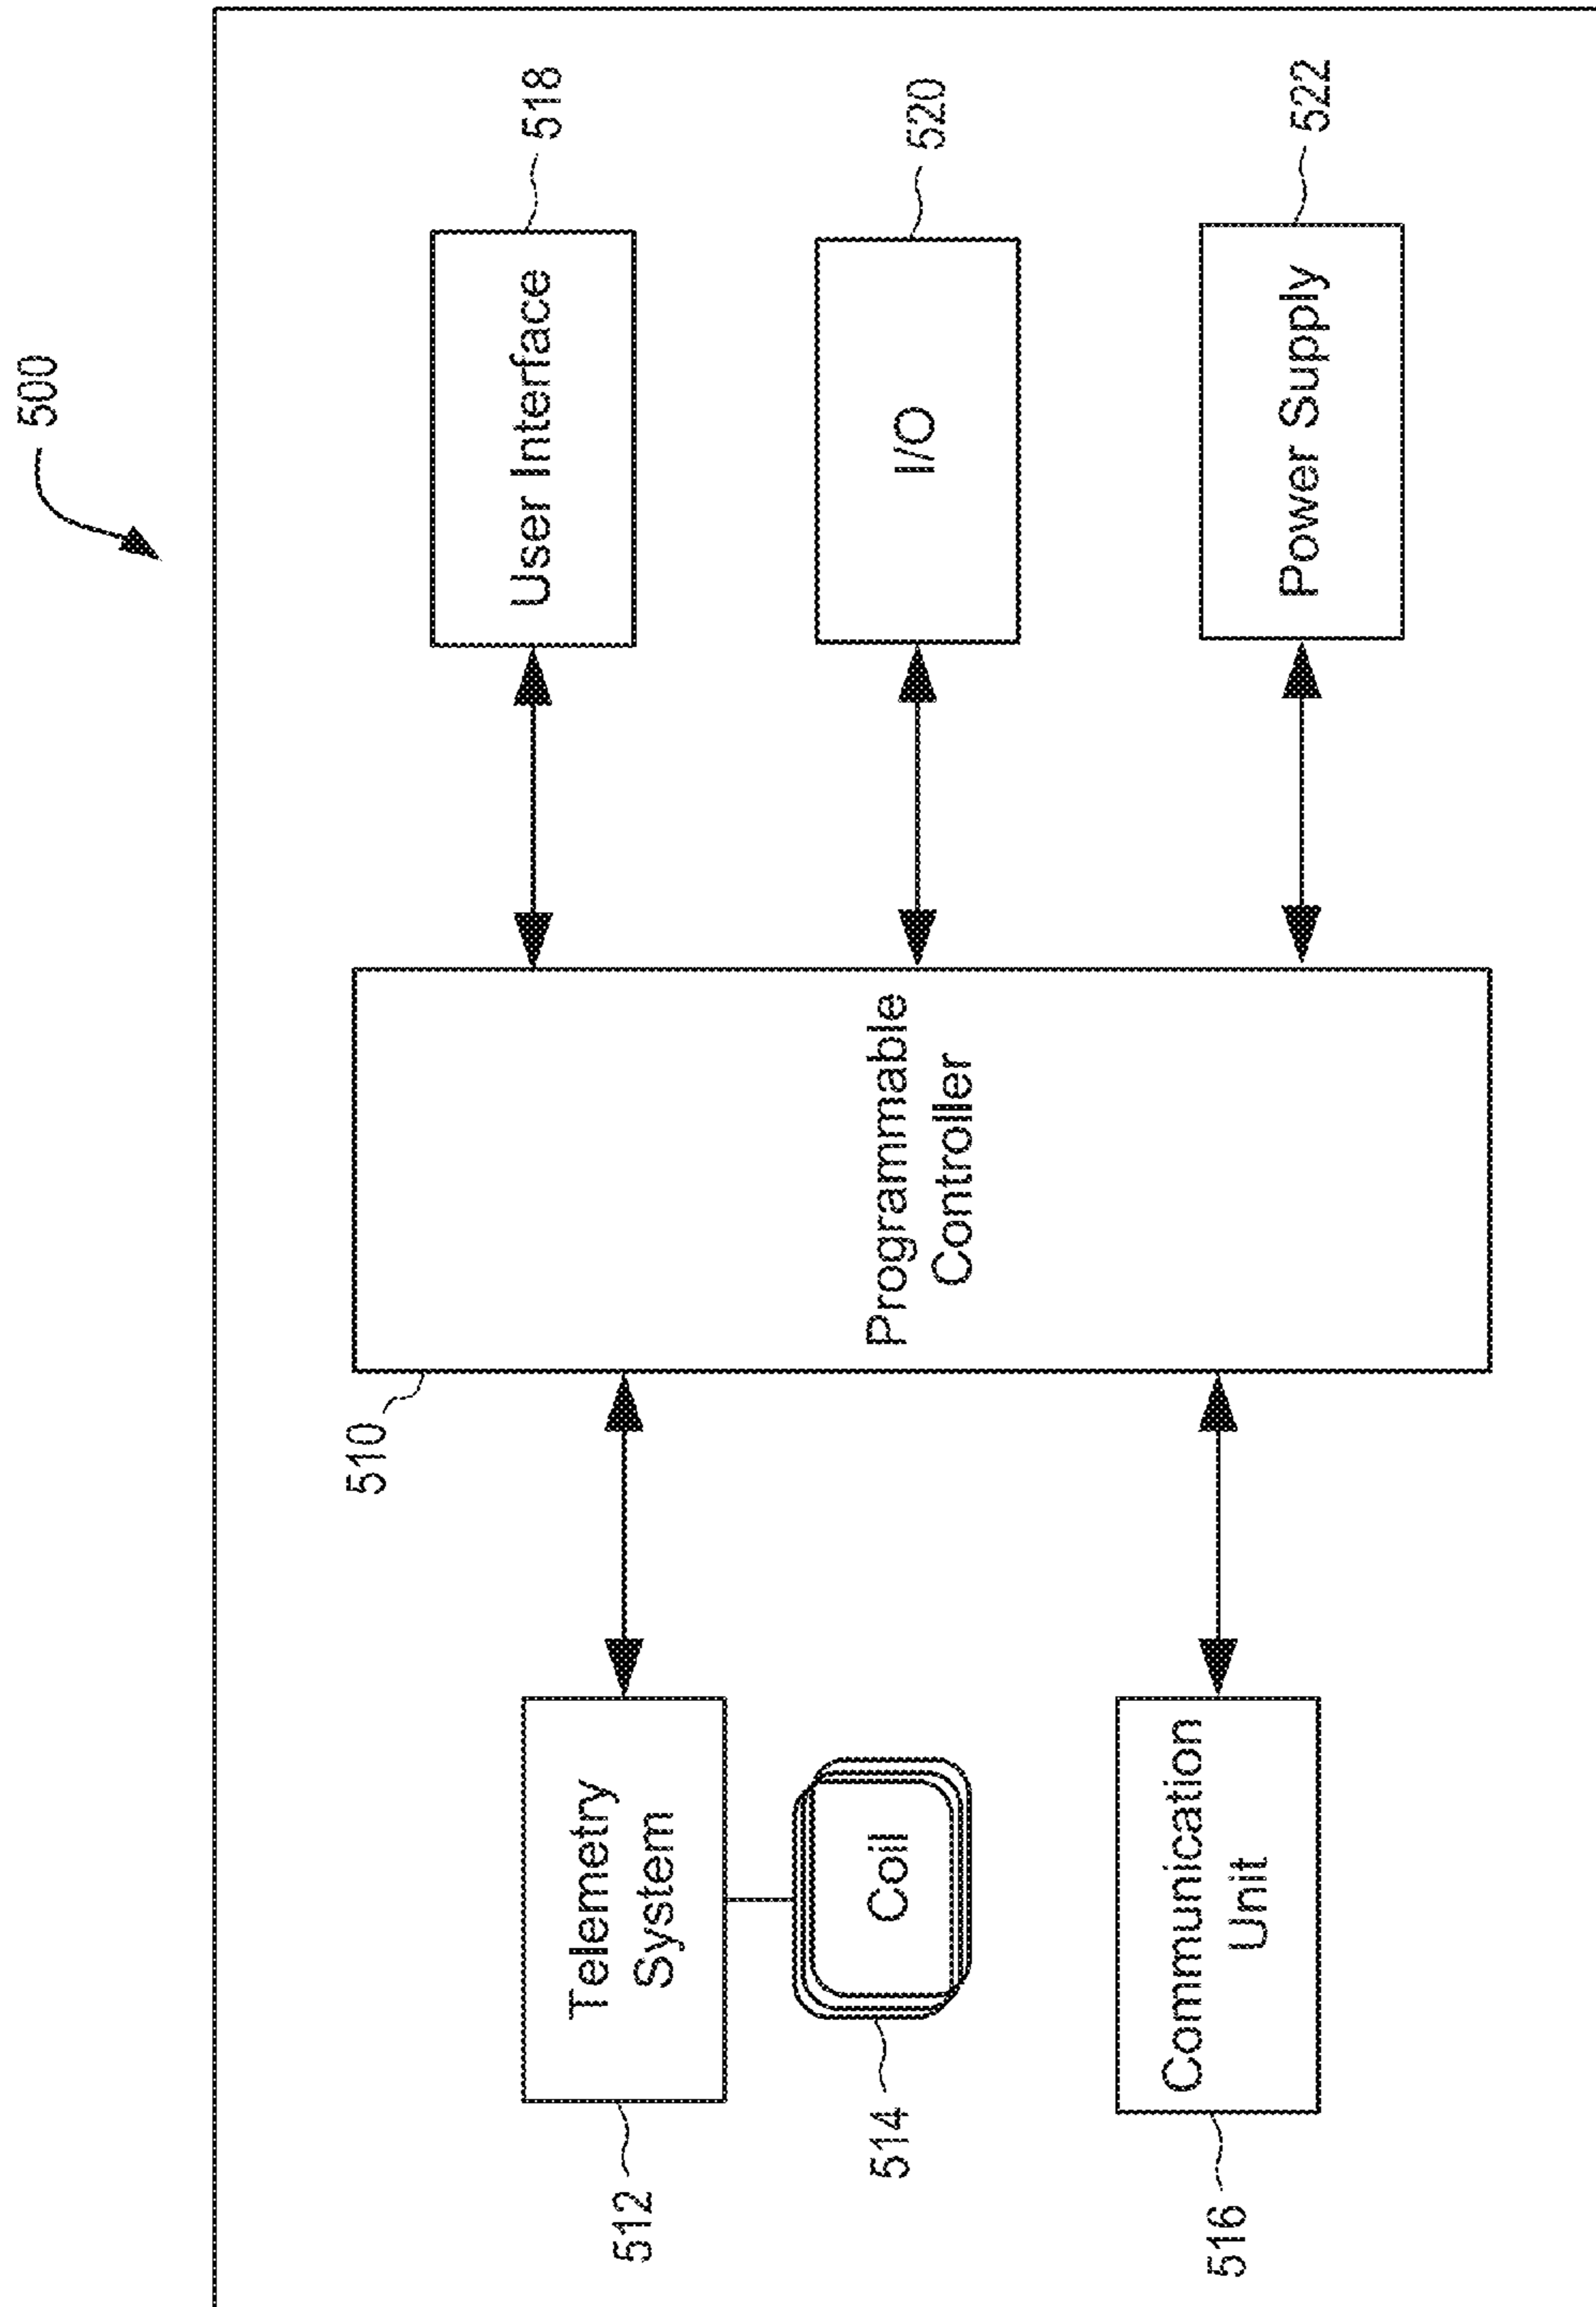 500
510
512
Telemetry
System
514
Coil
516
Communication
Unit
Programmable
Controller
User Interface
518
I/O
520
Power Supply
522